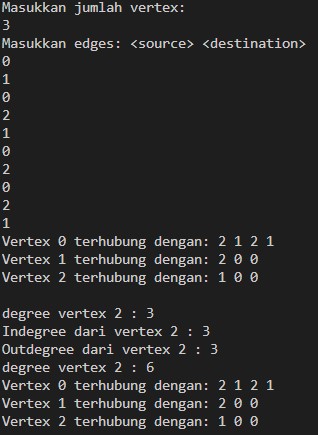 Masukkan jumlah vertex:
3
Masukkan edges: <source> <destination>
0
1
0
2
1
0
2
0
2
1
Vertex 0 terhubung dengan: 2 1 2 1
Vertex 1 terhubung dengan: 2 0 0
Vertex 2 terhubung dengan: 1 0 0
degree vertex 2 : 3
Indegree dari vertex 2 : 3
Outdegree dari vertex 2 : 3
degree vertex 2 : 6
Vertex 0 terhubung dengan: 2 1 2 1
Vertex 1 terhubung dengan: 2 0 0
Vertex 2 terhubung dengan: 1 0 0